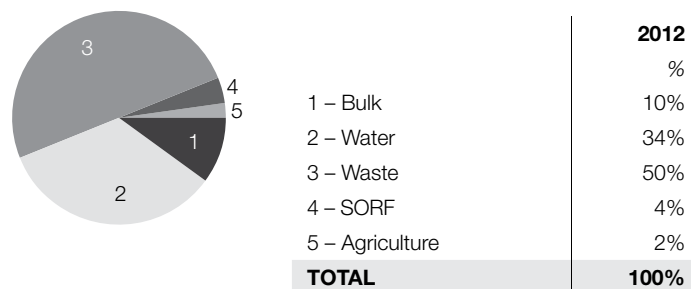 3
4
5
1
2
2012
%
1 – Bulk 10%
2 – Water 34%
3 – Waste 50%
4 – SORF 4%
5 – Agriculture 2%
TOTAL 100%